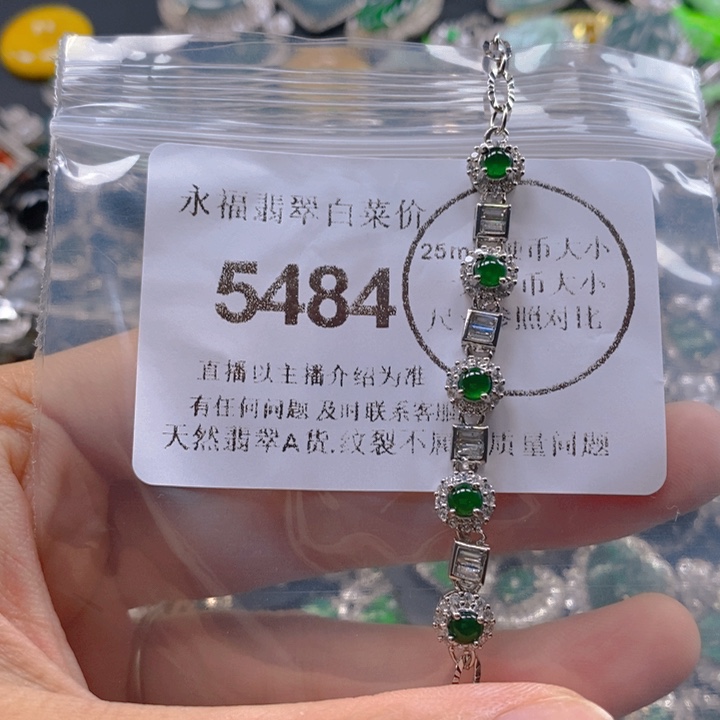 永福翡翠白菜价
5484
25m 币大小
币大小
尺 参照对比
直播以主播介绍为准
有任何问题 及时联系客服
天然翡翠A货.纹裂不属 质量问题